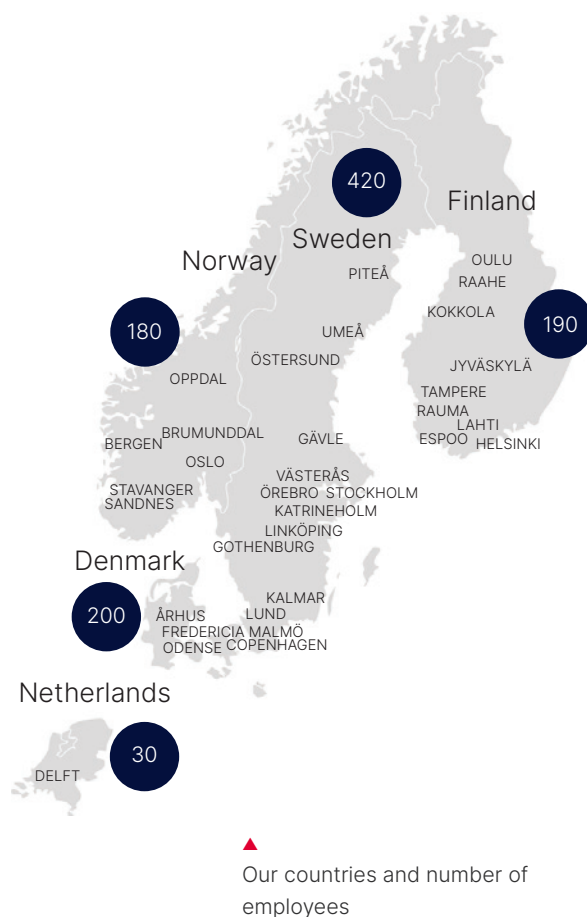 420
Finland
Sweden
Norway
OULU
PITEÅ
RAAHE
KOKKOLA
180
190
UMEÅ
ÖSTERSUND
JYVÄSKYLÄ
OPPDAL
TAMPERE
RAUMA
LAHTI
BRUMUNDDAL
GÄVLE
ESPOO
BERGEN
HELSINKI
OSLO
VÄSTERÅS
STAVANGER
ÖREBRO STOCKHOLM
SANDNES
KATRINEHOLM
LINKÖPING
GOTHENBURG
Denmark
KALMAR
200
ÅRHUS
LUND
FREDERICIA MALMÖ
ODENSE COPENHAGEN
Netherlands
30
DELFT
Our countries and number of
employees